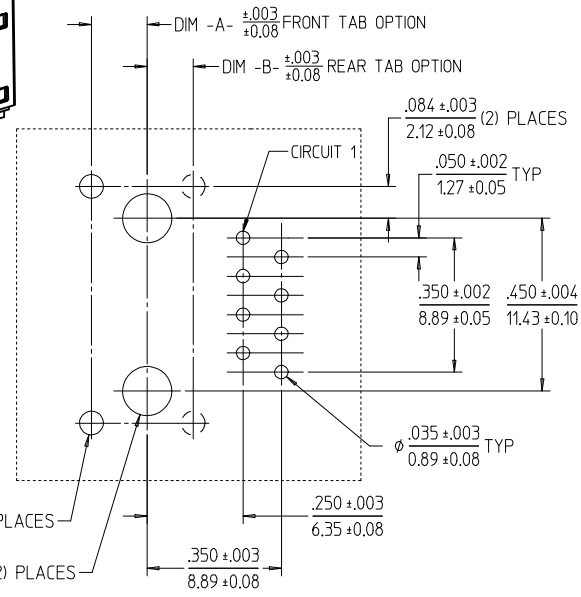 DIM -A- ±.003 FRONT TAB OPTION
±0.08
DIM -B- ±.003 REAR TAB OPTION
±0.08
.084 ±.003 (2) PLACES
2.12 ±0.08
CIRCUIT 1
.050 ±.002 TYP
1.27 ±0.05
.350 ±.002
8.89 ±0.05
.450 ±.004
11.43 ±0.10
ø .035 ±.003 TYP
0.89 ±0.08
.250 ±.003
6.35 ±0.08
PLACES
2) PLACES
.350 ±.003
8.89 ±0.08